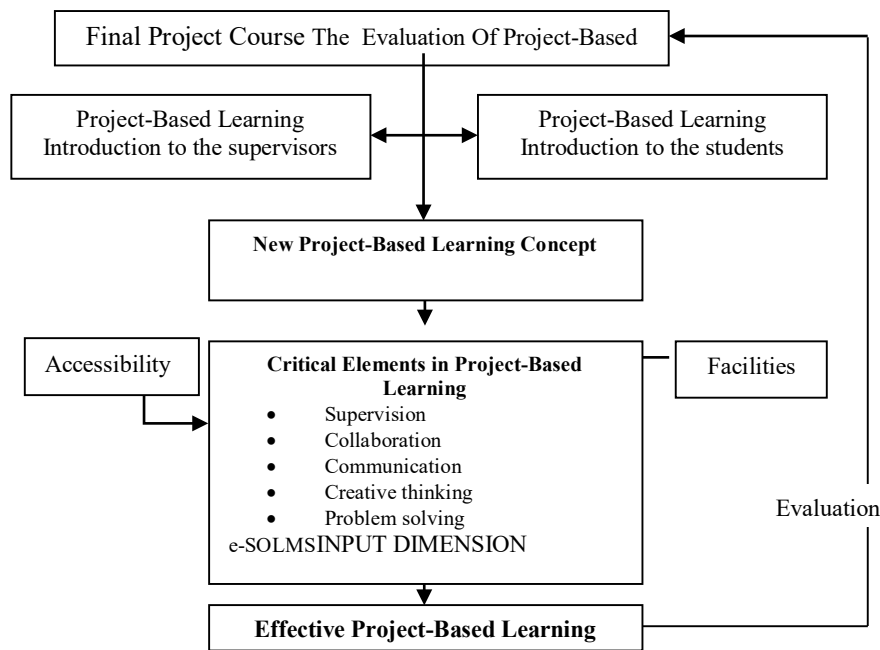 Final Project Course The Evaluation Of Project-Based
Project-Based Learning
Introduction to the supervisors
Project-Based Learning
Introduction to the students
New Project-Based Learning Concept
Accessibility
Critical Elements in Project-Based
Learning
• Supervision
• Collaboration
• Communication
• Creative thinking
• Problem solving
e-SOLMSINPUT DIMENSION
Facilities
Evaluation
Effective Project-Based Learning